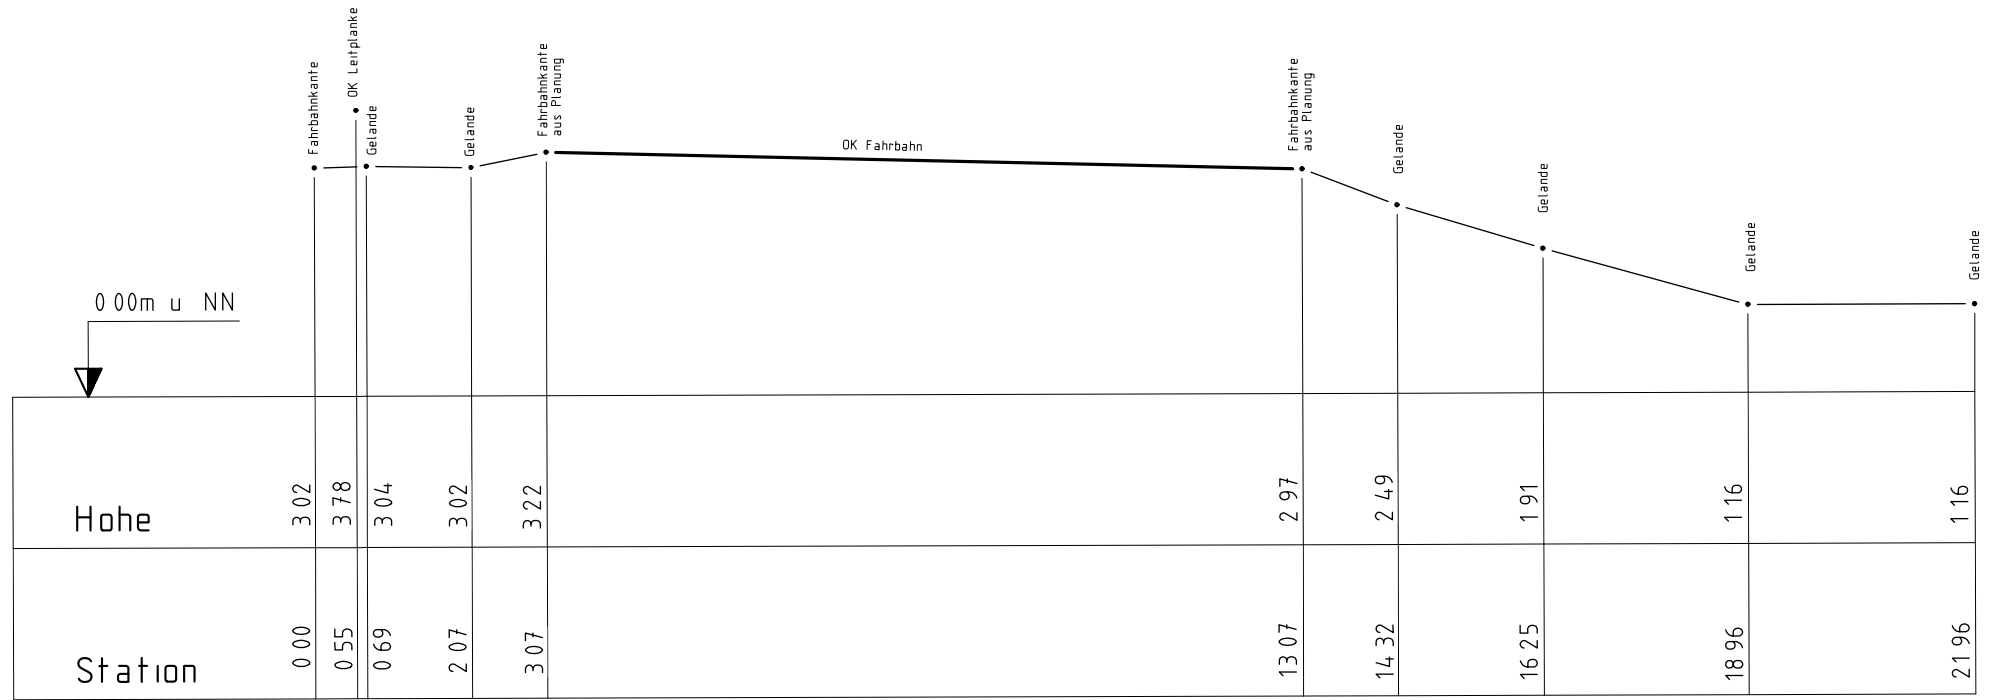 Fahrbahnkante
OK Leitplanke
Gelande
Gelande
Fahrbahnkante
aus Planung
OK Fahrbahn
Fahrbahnkante
aus Planung
Gelande
Gelande
Gelande
Gelande
0 00m u NN
Hohe 3 02 3 78 3 04 3 02 3 22 2 97 2 49 1 91 1 16 1 16
Station 0 00 0 55 0 69 2 07 3 07 13 07 14 32 16 25 18 96 21 96